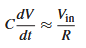 C dV/dt ≈ V_in/R